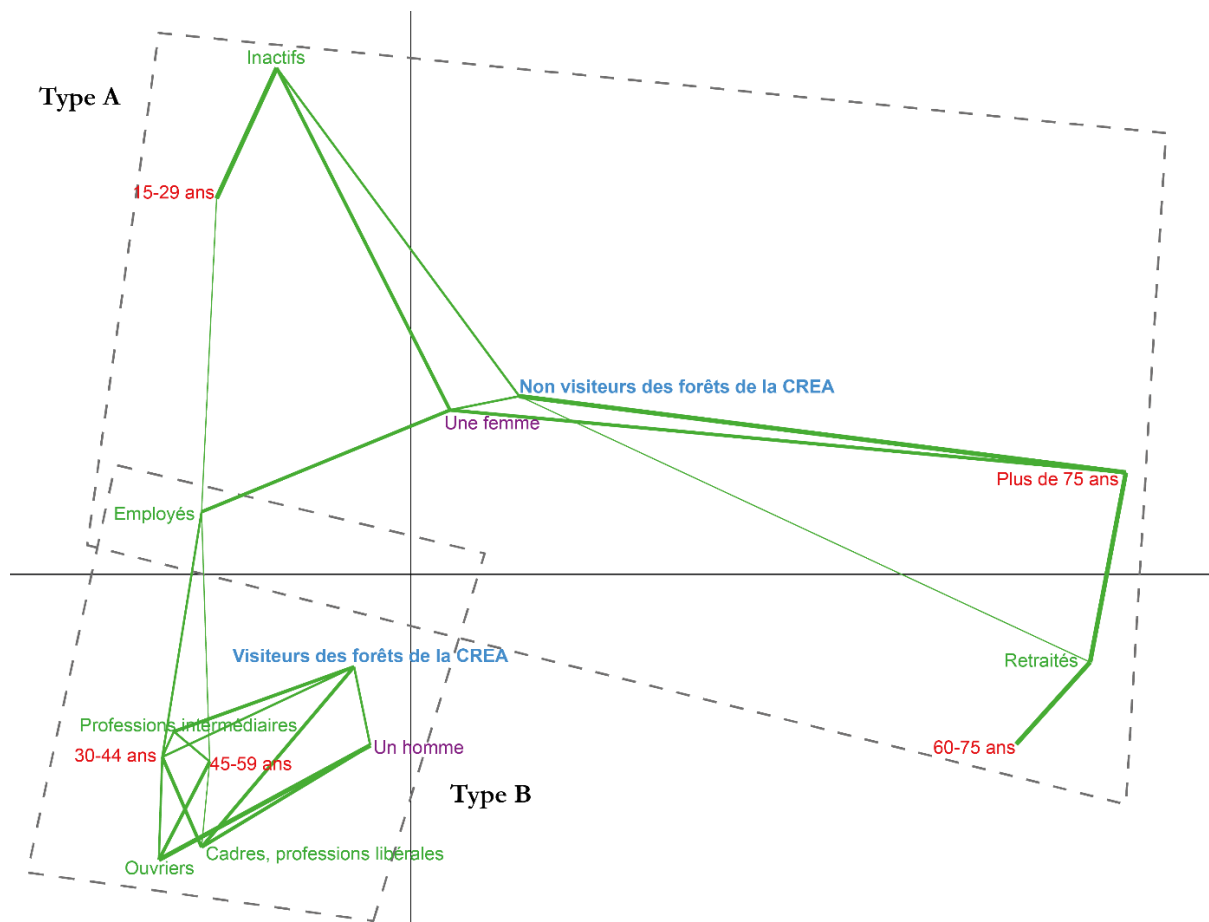 Inactifs
Type A
15-29 ans
Non visiteurs des forêts de la CREA
Une femme
Plus de 75 ans
Employés
Visiteurs des forêts de la CREA
Retraités
Professions intermédiaires
30-44 ans
45-59 ans
Un homme
60-75 ans
Type B
Cadres, professions libérales
Ouvriers